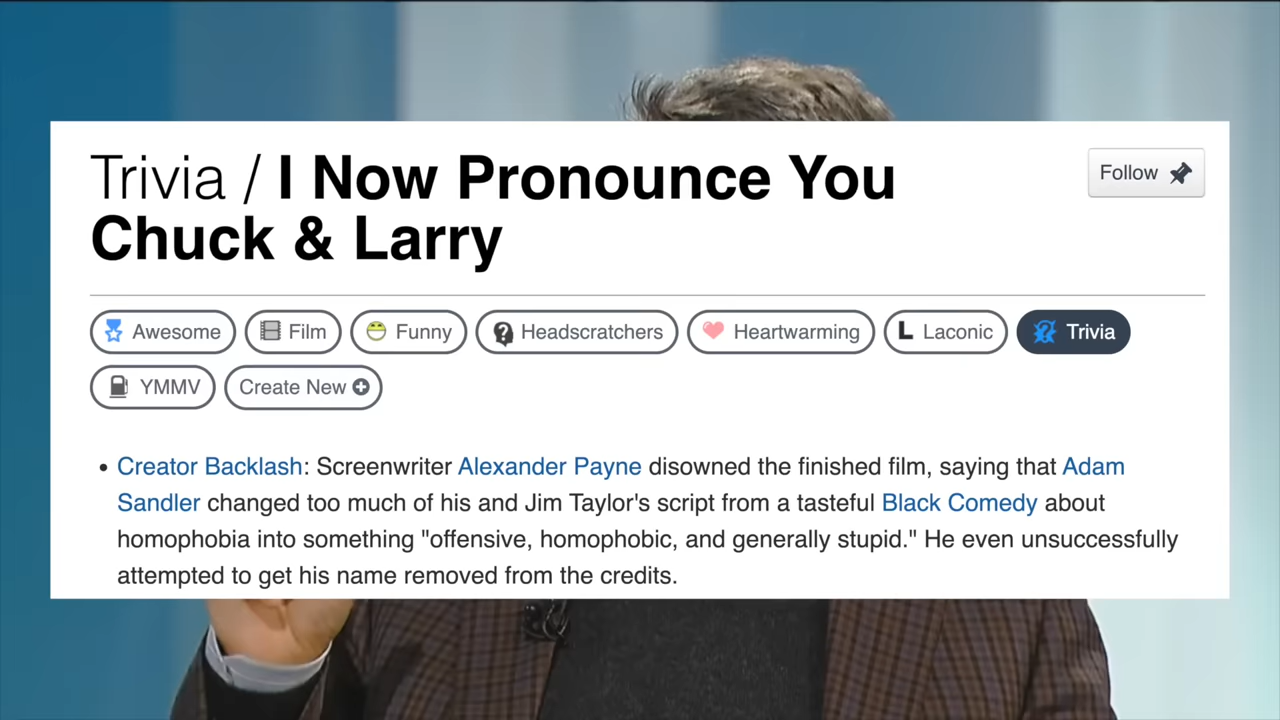 Trivia / I Now Pronounce You
Chuck & Larry
Follow
Awesome
Film
Funny
Headscratchers
Heartwarming
Laconic
Trivia
YMMV
Create New
• Creator Backlash: Screenwriter Alexander Payne disowned the finished film, saying that Adam
Sandler changed too much of his and Jim Taylor's script from a tasteful Black Comedy about
homophobia into something "offensive, homophobic, and generally stupid." He even unsuccessfully
attempted to get his name removed from the credits.